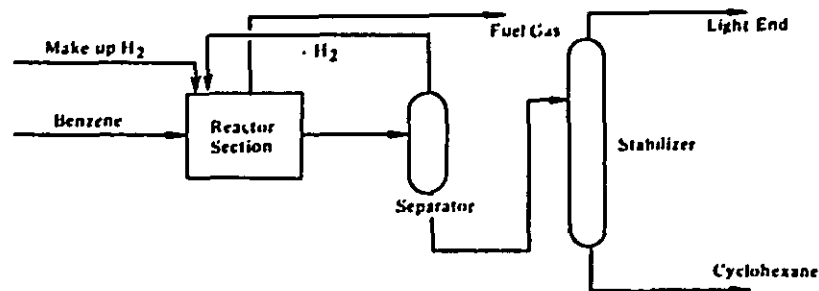 Fuel Gas
Light End
Make up H2
· H2
Benzene
Reactor
Section
Stabilizer
Separator
Cyclohexane